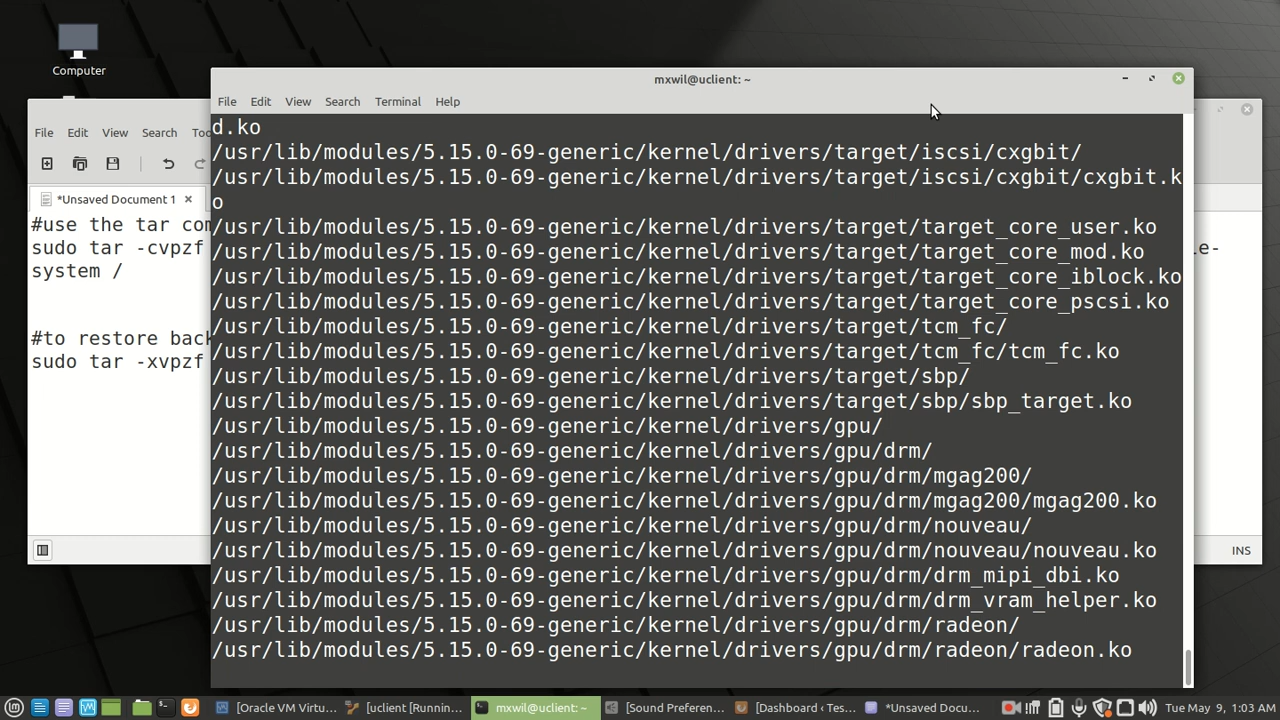 Computer
mxwil@uclient: ~
File Edit View Search Terminal Help
File Edit View Search
*Unsaved Document 1
#use the tar
sudo tar -cvpzf
system /
#to restore
sudo tar -xvpzf
d.ko
/usr/lib/modules/5.15.0-69-generic/kernel/drivers/target/iscsi/cxgbit/
/usr/lib/modules/5.15.0-69-generic/kernel/drivers/target/iscsi/cxgbit/cxgbit.k
o
/usr/lib/modules/5.15.0-69-generic/kernel/drivers/target/target_core_user.ko
/usr/lib/modules/5.15.0-69-generic/kernel/drivers/target/target_core_mod.ko
/usr/lib/modules/5.15.0-69-generic/kernel/drivers/target/target_core_iblock.ko
/usr/lib/modules/5.15.0-69-generic/kernel/drivers/target/target_core_pscsi.ko
/usr/lib/modules/5.15.0-69-generic/kernel/drivers/target/tcm_fc/
/usr/lib/modules/5.15.0-69-generic/kernel/drivers/target/tcm_fc/tcm_fc.ko
/usr/lib/modules/5.15.0-69-generic/kernel/drivers/target/sbp/
/usr/lib/modules/5.15.0-69-generic/kernel/drivers/target/sbp/sbp_target.ko
/usr/lib/modules/5.15.0-69-generic/kernel/drivers/gpu/
/usr/lib/modules/5.15.0-69-generic/kernel/drivers/gpu/drm/
/usr/lib/modules/5.15.0-69-generic/kernel/drivers/gpu/drm/mgag200/
/usr/lib/modules/5.15.0-69-generic/kernel/drivers/gpu/drm/mgag200/mgag200.ko
/usr/lib/modules/5.15.0-69-generic/kernel/drivers/gpu/drm/nouveau/
/usr/lib/modules/5.15.0-69-generic/kernel/drivers/gpu/drm/nouveau/nouveau.ko
/usr/lib/modules/5.15.0-69-generic/kernel/drivers/gpu/drm/drm_mipi_dbi.ko
/usr/lib/modules/5.15.0-69-generic/kernel/drivers/gpu/drm/drm_vram_helper.ko
/usr/lib/modules/5.15.0-69-generic/kernel/drivers/gpu/drm/radeon/
/usr/lib/modules/5.15.0-69-generic/kernel/drivers/gpu/drm/radeon/radeon.ko
INS
[Oracle VM Virtu... [uclient [Running... mxwil@uclient: ~ [Sound Preferen... [Dashboard ‹ Tes... *Unsaved Docu... Tue May 9, 1:03 AM